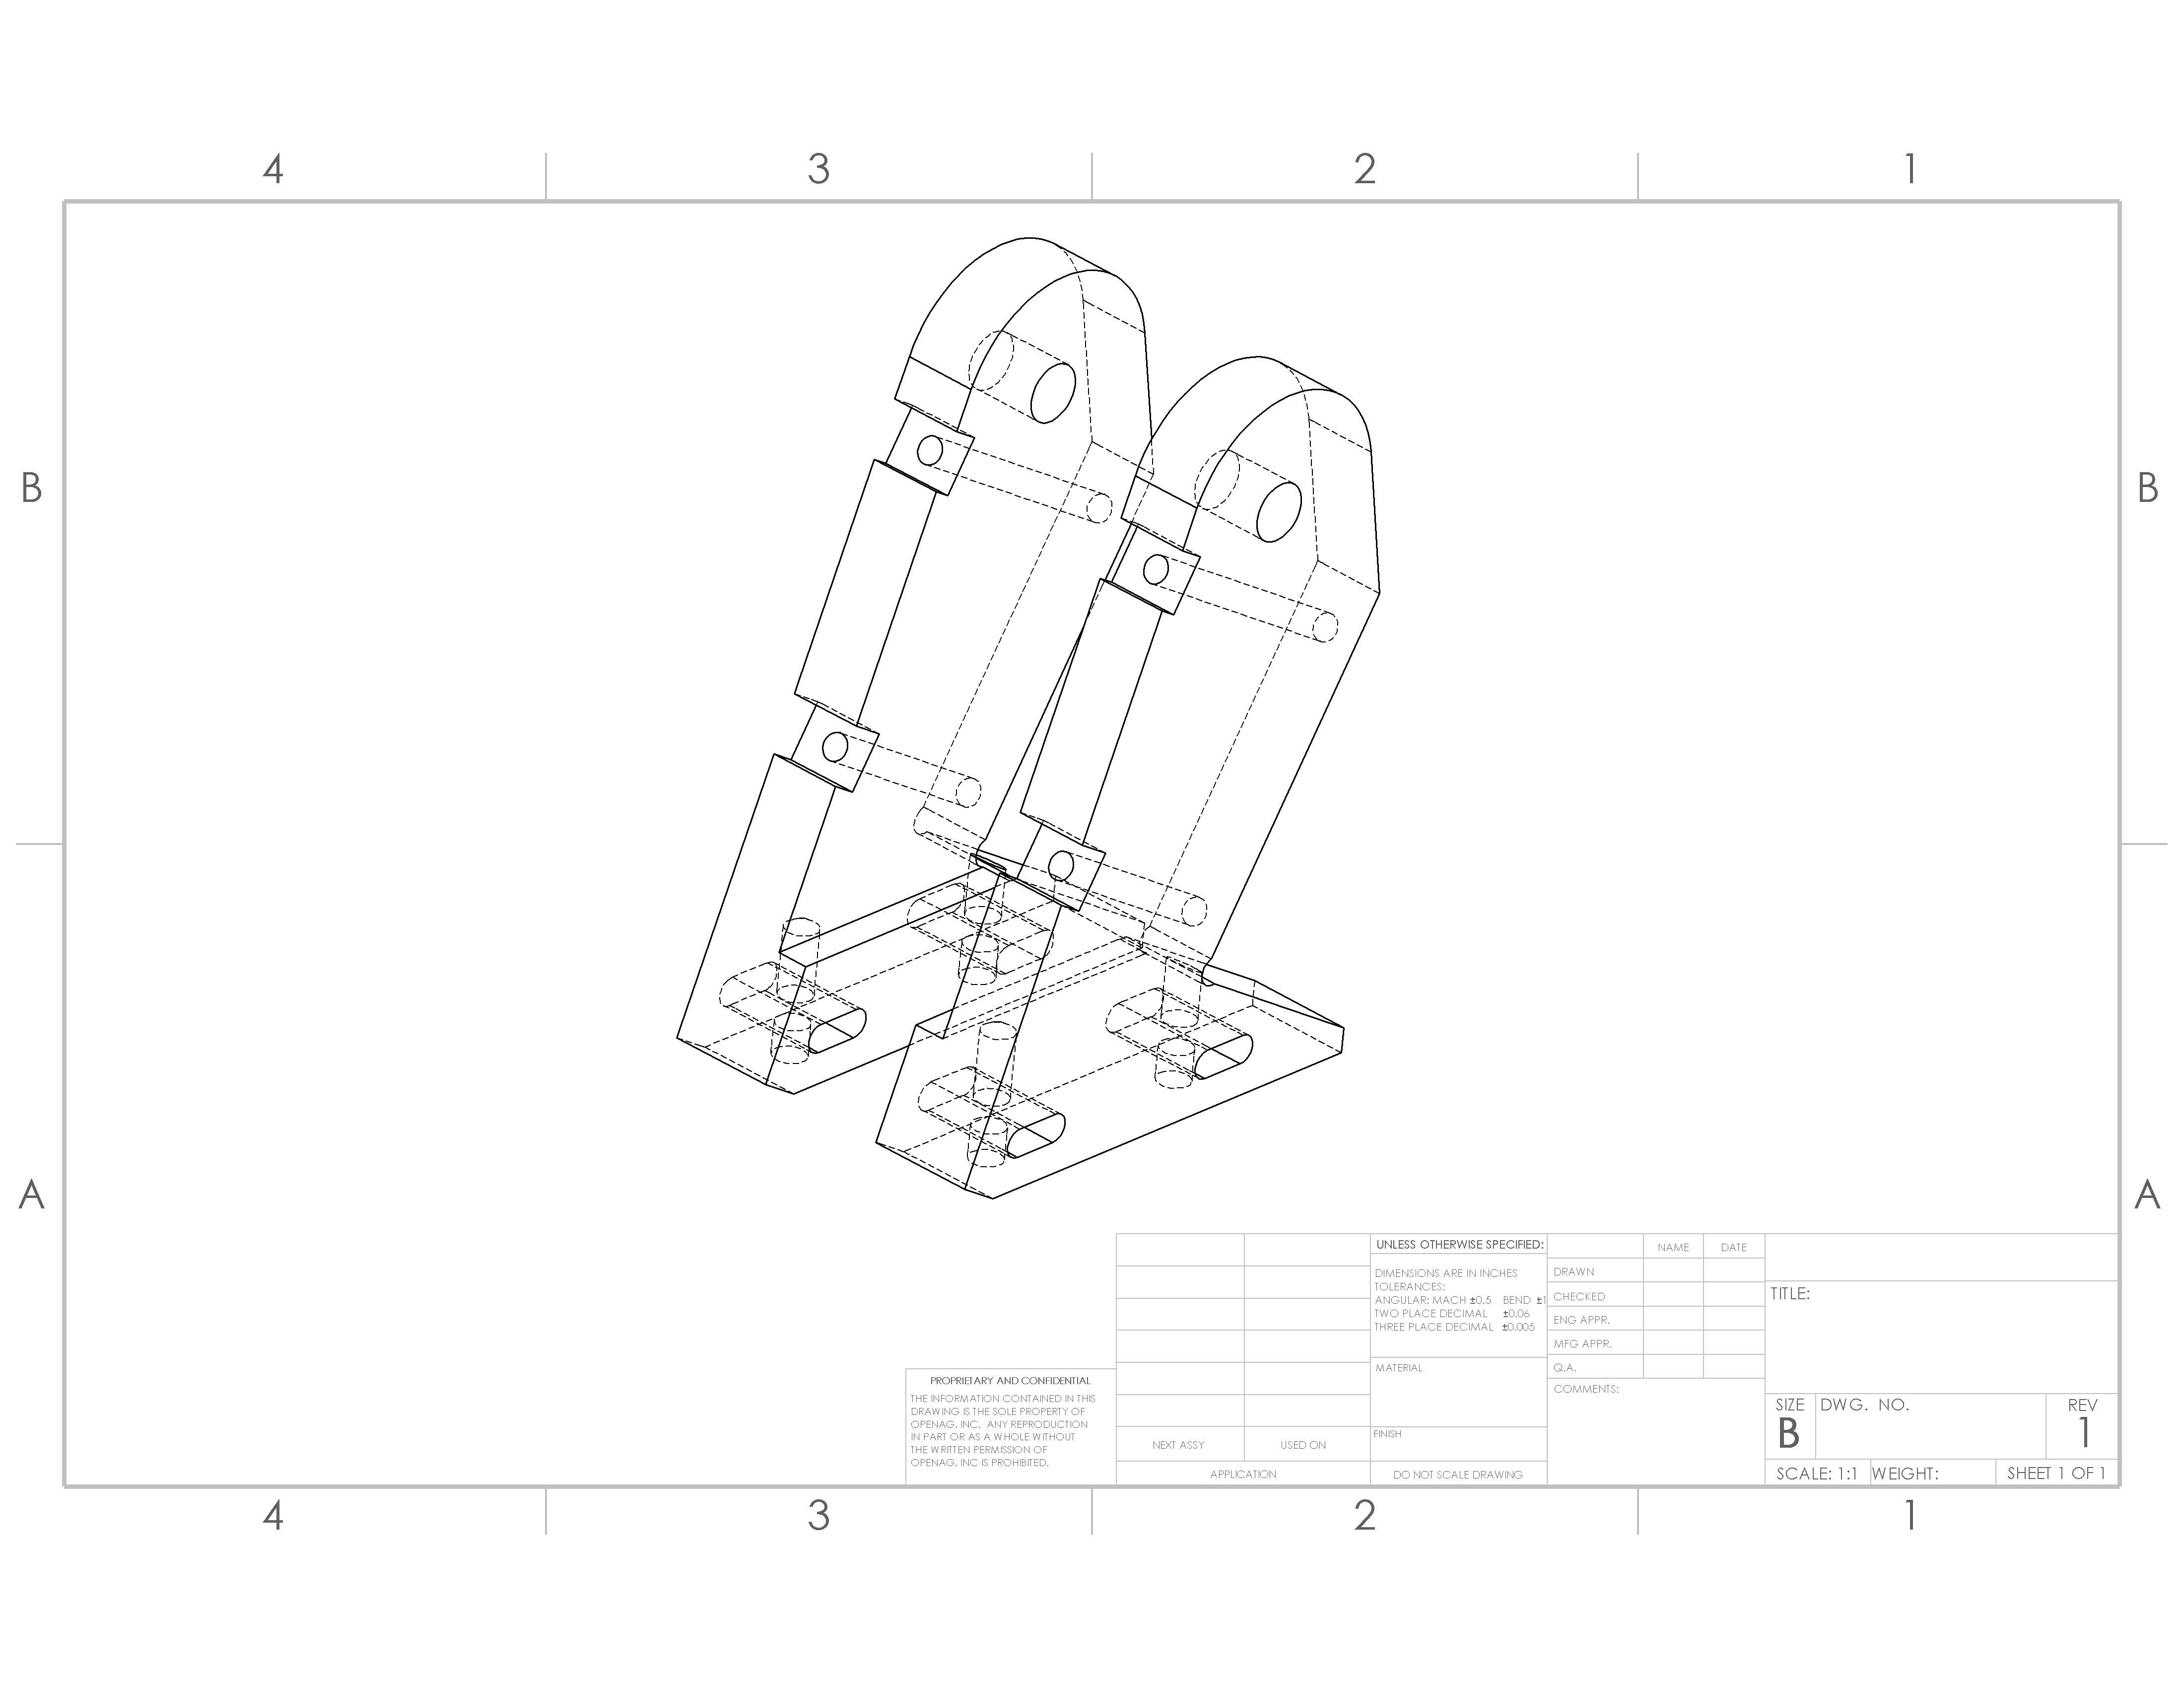 4 3 2 1
B B
A A
UNLESS OTHERWISE SPECIFIED:
DIMENSIONS ARE IN INCHES
TOLERANCES:
ANGULAR: MACH ±0.5 BEND ±1
TWO PLACE DECIMAL ±0.06
THREE PLACE DECIMAL ±0.005
MATERIAL
FINISH
DO NOT SCALE DRAWING
NAME DATE
DRAWN
CHECKED
ENG APPR.
MFG APPR.
Q.A.
COMMENTS:
TITLE:
SIZE DWG. NO. REV
B 1
SCALE: 1:1 WEIGHT: SHEET 1 OF 1
PROPRIETARY AND CONFIDENTIAL
THE INFORMATION CONTAINED IN THIS
DRAWING IS THE SOLE PROPERTY OF
OPENAG, INC. ANY REPRODUCTION
IN PART OR AS A WHOLE WITHOUT
THE WRITTEN PERMISSION OF
OPENAG, INC IS PROHIBITED.
NEXT ASSY USED ON
APPLICATION
4 3 2 1